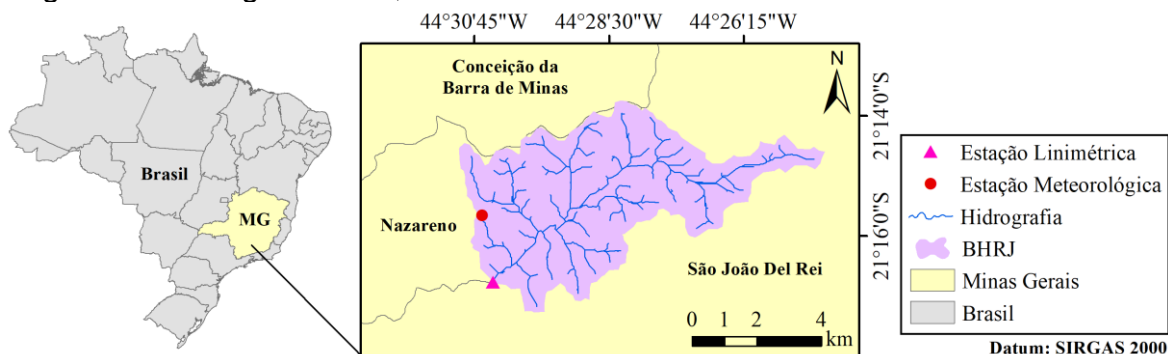 44°30'45"W 44°28'30"W 44°26'15"W
Conceição da
Barra de Minas
N
21°14'0"S
Brasil
MG
Nazareno
21°16'0"S
São João Del Rei
0 1 2 4
km
Estação Linimétrica
Estação Meteorológica
Hidrografia
BHRJ
Minas Gerais
Brasil
Datum: SIRGAS 2000